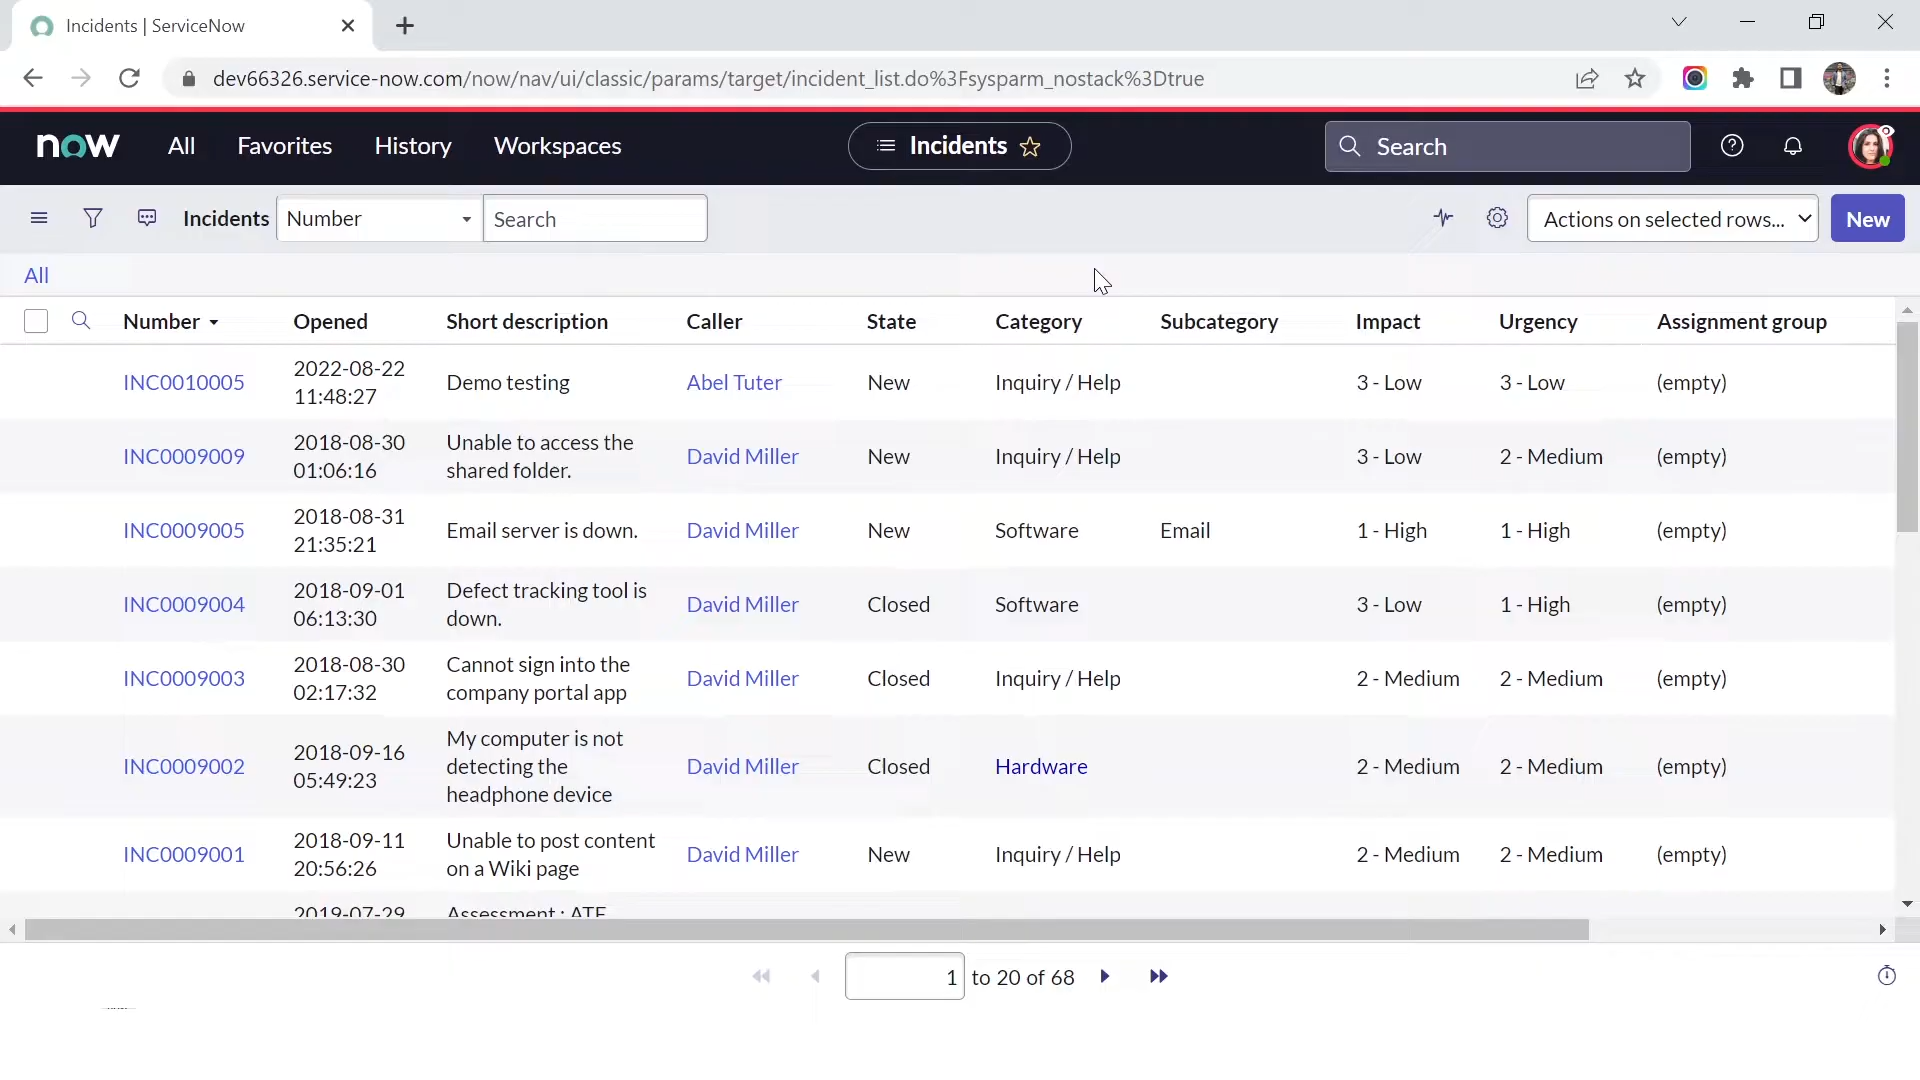 Incidents | ServiceNow
dev66326.service-now.com/now/nav/ui/classic/params/target/incident_list.do%3Fsysparm_nostack%3Dtrue
now All Favorites History Workspaces Incidents Search
Incidents Number Search Actions on selected rows... New
All
Number Opened Short description Caller State Category Subcategory Impact Urgency Assignment group
INC0010005 2022-08-22 11:48:27 Demo testing Abel Tuter New Inquiry / Help 3 - Low 3 - Low (empty)
INC0009009 2018-08-30 01:06:16 Unable to access the shared folder. David Miller New Inquiry / Help 3 - Low 2 - Medium (empty)
INC0009005 2018-08-31 21:35:21 Email server is down. David Miller New Software Email 1 - High 1 - High (empty)
INC0009004 2018-09-01 06:13:30 Defect tracking tool is down. David Miller Closed Software 3 - Low 1 - High (empty)
INC0009003 2018-08-30 02:17:32 Cannot sign into the company portal app David Miller Closed Inquiry / Help 2 - Medium 2 - Medium (empty)
INC0009002 2018-09-16 05:49:23 My computer is not detecting the headphone device David Miller Closed Hardware 2 - Medium 2 - Medium (empty)
INC0009001 2018-09-11 20:56:26 Unable to post content on a Wiki page David Miller New Inquiry / Help 2 - Medium 2 - Medium (empty)
2019-07-29 Assessment : ATF
1 to 20 of 68